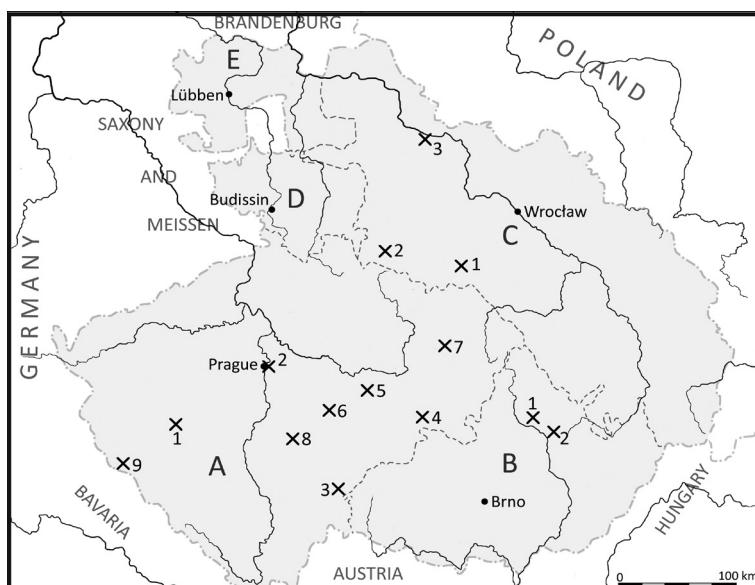 BRANDENBURG
POLAND
E
Lübben
SAXONY
3
AND
D
Budissin
MEISSEN
Wrocław
C
2
1
GERMANY
7
Prague
2
5
6
1
4
1
2
8
9
A
B
3
Brno
BAVARIA
HUNGARY
AUSTRIA
0
100 km